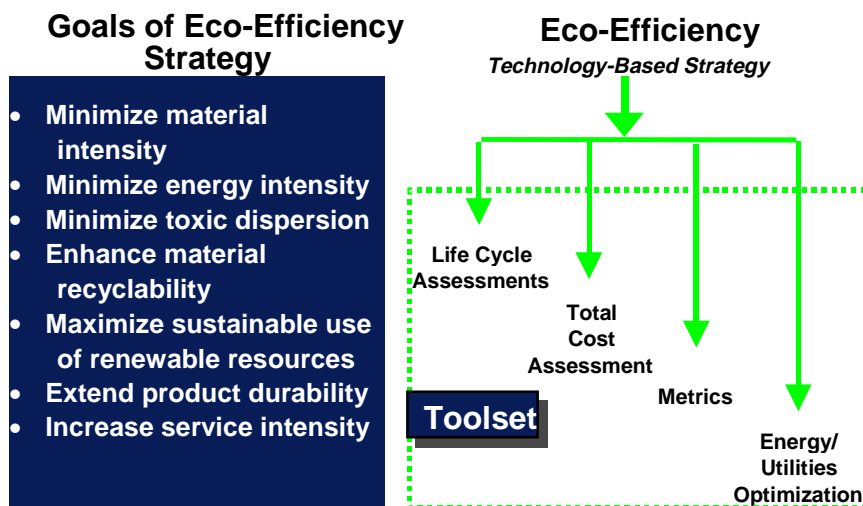 Goals of Eco-Efficiency
Strategy
• Minimize material
intensity
• Minimize energy intensity
• Minimize toxic dispersion
• Enhance material
recyclability
• Maximize sustainable use
of renewable resources
• Extend product durability
• Increase service intensity
Eco-Efficiency
Technology-Based Strategy
Life Cycle
Assessments
Total
Cost
Assessment
Metrics
Energy/
Utilities
Optimization
Toolset